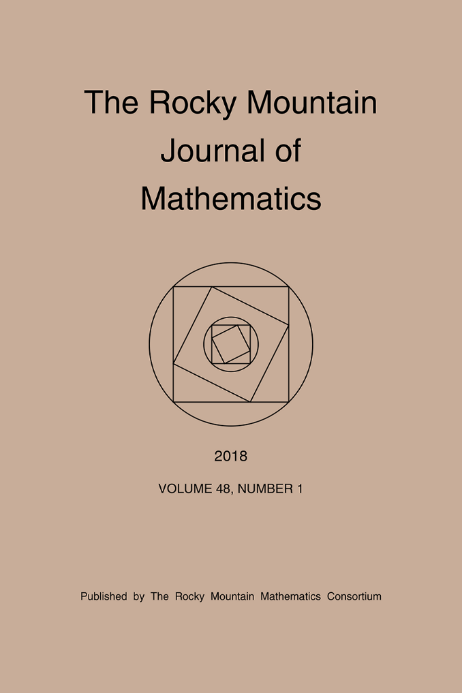 The Rocky Mountain
Journal of
Mathematics
2018
VOLUME 48, NUMBER 1
Published by The Rocky Mountain Mathematics Consortium